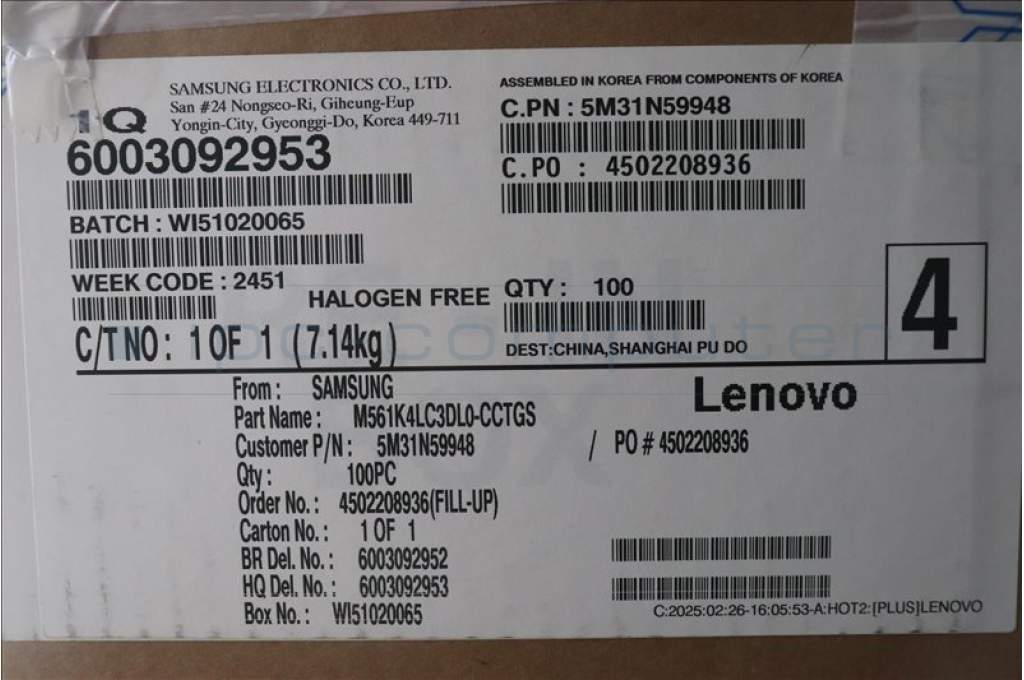 SAMSUNG ELECTRONICS CO., LTD.
San #24 Nongseo-Ri, Giheung-Eup
Yongin-City, Gyeonggi-Do, Korea 449-711
1Q
6003092953
BATCH : WI51020065
WEEK CODE : 2451
HALOGEN FREE
C/T NO : 1 OF 1 (7.14kg)
ASSEMBLED IN KOREA FROM COMPONENTS OF KOREA
C.PN : 5M31N59948
C.PO : 4502208936
QTY : 100
DEST:CHINA,SHANGHAI PU DO
4
From : SAMSUNG
Part Name : M561K4LC3DL0-CCTGS
Customer P/N : 5M31N59948 / PO # 4502208936
Qty : 100PC
Order No. : 4502208936(FILL-UP)
Carton No. : 1 OF 1
BR Del. No. : 6003092952
HQ Del. No. : 6003092953
Box No. : WI51020065
Lenovo
C:2025:02:26-16:05:53-A:HOT2:[PLUS]LENOVO